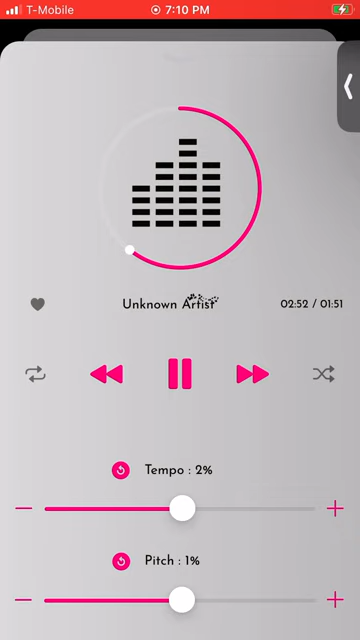 T-Mobile 7:10 PM
Unknown Artist 02:52 / 01:51
Tempo : 2%
Pitch : 1%